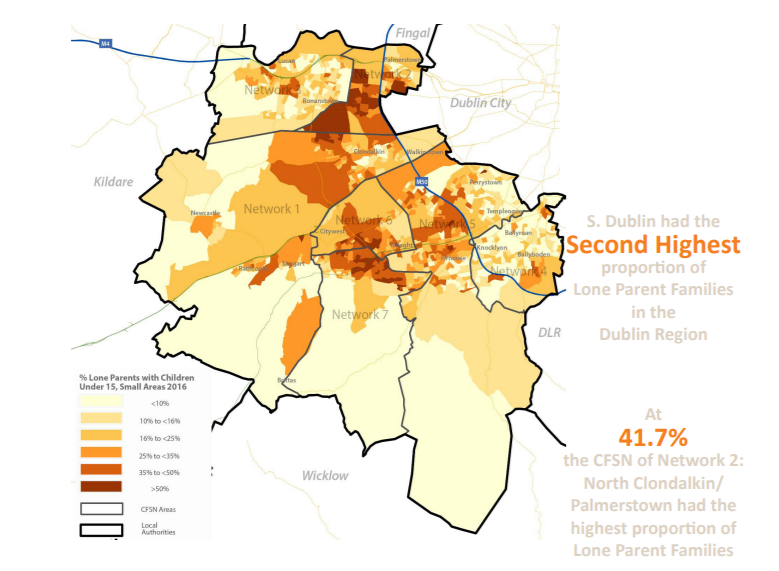 M4
Fingal
Lucan
Palmerstown
Network 3
Network 2
Ronanstown
Dublin City
Clondalkin
Walkinstown
Kildare
M50
Perrystown
Newcastle
Network 1
Templeogue
Network 6
Network 5
Citywest
Ballyroan
Tallaght
Knocklyon
Ballyboden
Saggart
Rathcoole
Network 4
Network 7
DLR
Brittas
Wicklow
% Lone Parents with Children
Under 15, Small Areas 2016
<10%
10% to <16%
16% to <25%
25% to <35%
35% to <50%
>50%
CFSN Areas
Local
Authorities
S. Dublin had the
Second Highest
proportion of
Lone Parent Families
in the
Dublin Region
At
41.7%
the CFSN of Network 2:
North Clondalkin/
Palmerstown had the
highest proportion of
Lone Parent Families